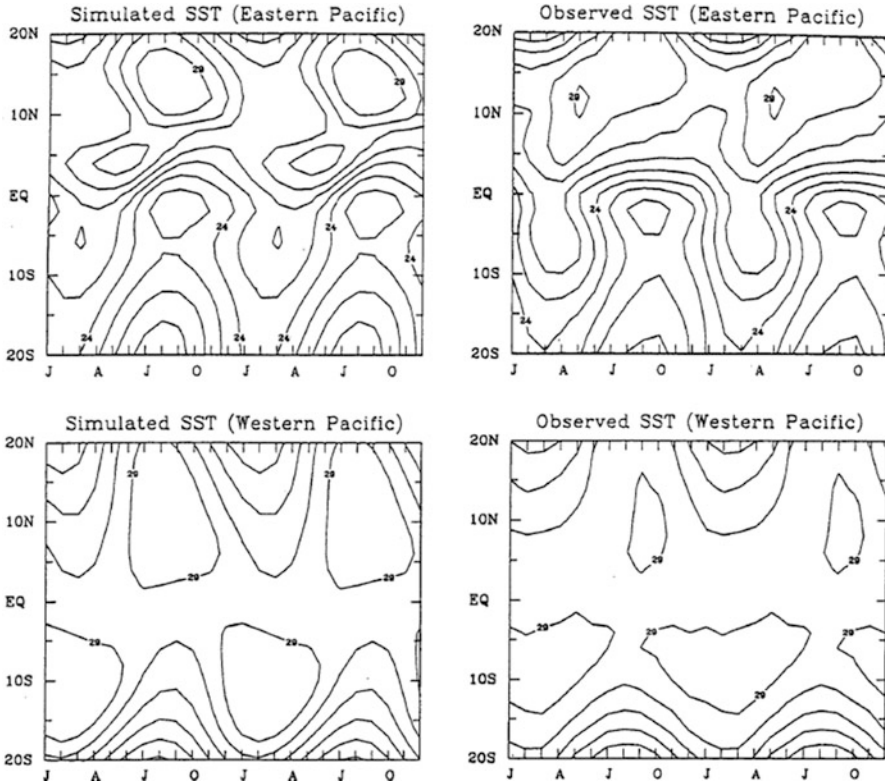 Simulated SST (Eastern Pacific)
20N
10N
EQ
10S
20S
29
24
24
24
24
24
J A J O J A J O
Observed SST (Eastern Pacific)
20N
10N
EQ
10S
20S
29
29
24
24
24
24
J A J O J A J O
Simulated SST (Western Pacific)
20N
10N
EQ
10S
20S
29
29
29
29
29
29
J A J O J A J O
Observed SST (Western Pacific)
20N
10N
EQ
10S
20S
29
29
29
29
29
29
J A J O J A J O